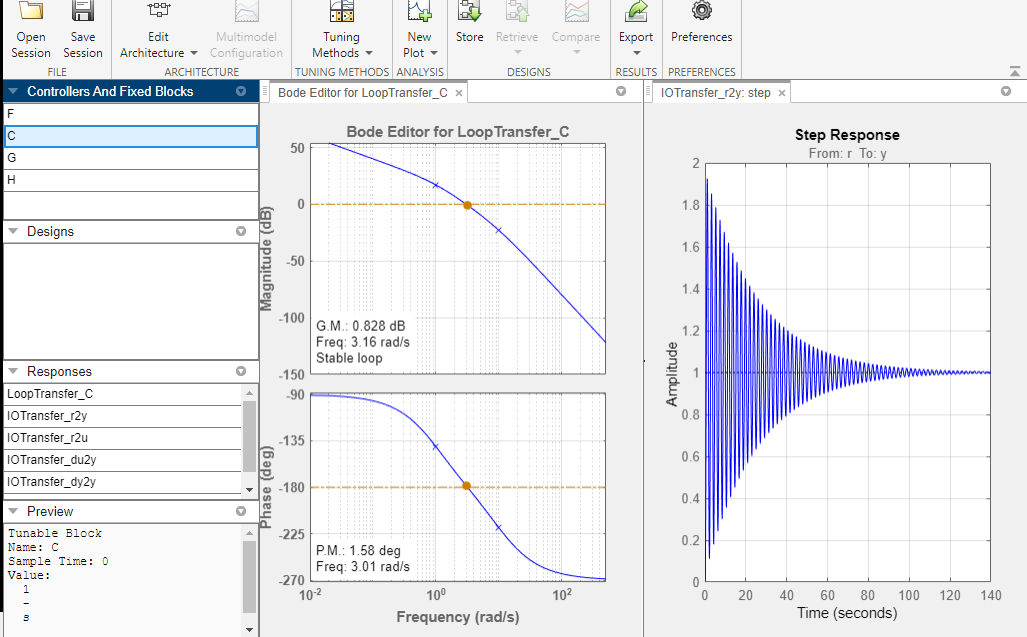 Open Session
Save Session
Edit Architecture
Multimodel Configuration
Tuning Methods
New Plot
Store
Retrieve
Compare
Export
Preferences
FILE
ARCHITECTURE
TUNING METHODS
ANALYSIS
DESIGNS
RESULTS
PREFERENCES
Controllers And Fixed Blocks
F
C
G
H
Designs
Responses
LoopTransfer_C
IOTransfer_r2y
IOTransfer_r2u
IOTransfer_du2y
IOTransfer_dy2y
Preview
Tunable Block
Name: C
Sample Time: 0
Value:
1
-
s
Bode Editor for LoopTransfer_C ×
Bode Editor for LoopTransfer_C
Magnitude (dB)
50
0
-50
-100
-150
G.M.: 0.828 dB
Freq: 3.16 rad/s
Stable loop
Phase (deg)
-90
-135
-180
-225
-270
P.M.: 1.58 deg
Freq: 3.01 rad/s
10-2 100 102
Frequency (rad/s)
IOTransfer_r2y: step ×
Step Response
From: r To: y
Amplitude
2
1.8
1.6
1.4
1.2
1
0.8
0.6
0.4
0.2
0
0 20 40 60 80 100 120 140
Time (seconds)